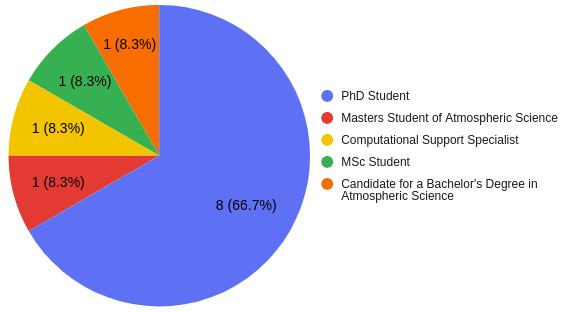 1 (8.3%)
1 (8.3%)
1 (8.3%)
1 (8.3%)
8 (66.7%)
PhD Student
Masters Student of Atmospheric Science
Computational Support Specialist
MSc Student
Candidate for a Bachelor's Degree in
Atmospheric Science